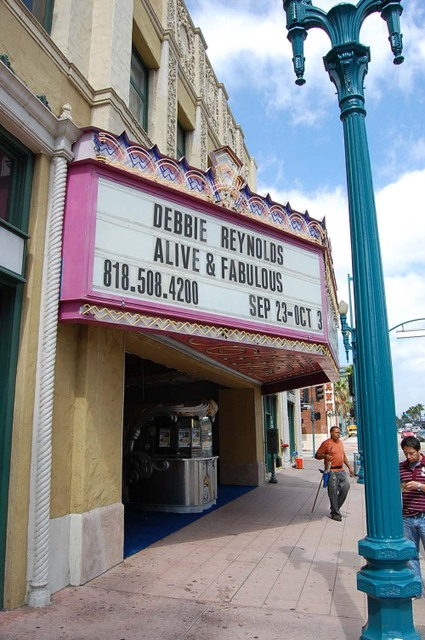 DEBBIE REYNOLDS
ALIVE & FABULOUS
818.508.4200 SEP 23-OCT 3